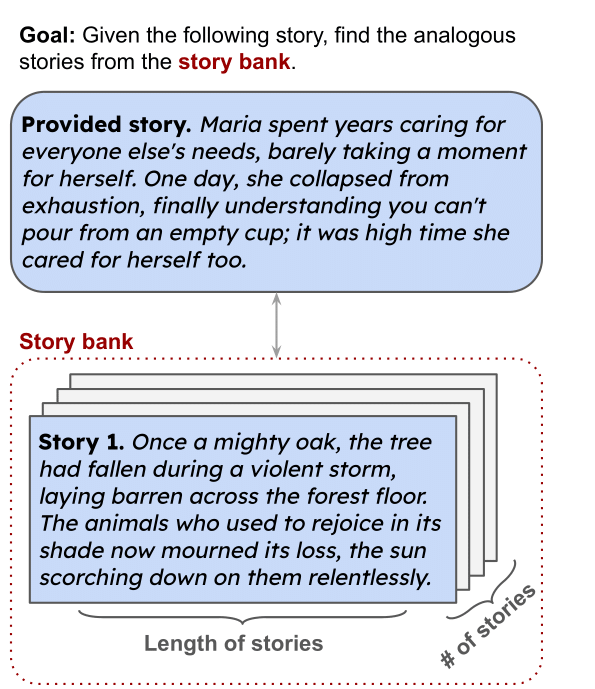 Goal: Given the following story, find the analogous
stories from the story bank.
Provided story. Maria spent years caring for
everyone else's needs, barely taking a moment
for herself. One day, she collapsed from
exhaustion, finally understanding you can't
pour from an empty cup; it was high time she
cared for herself too.
Story bank
Story 1. Once a mighty oak, the tree
had fallen during a violent storm,
laying barren across the forest floor.
The animals who used to rejoice in its
shade now mourned its loss, the sun
scorching down on them relentlessly.
Length of stories
# of stories